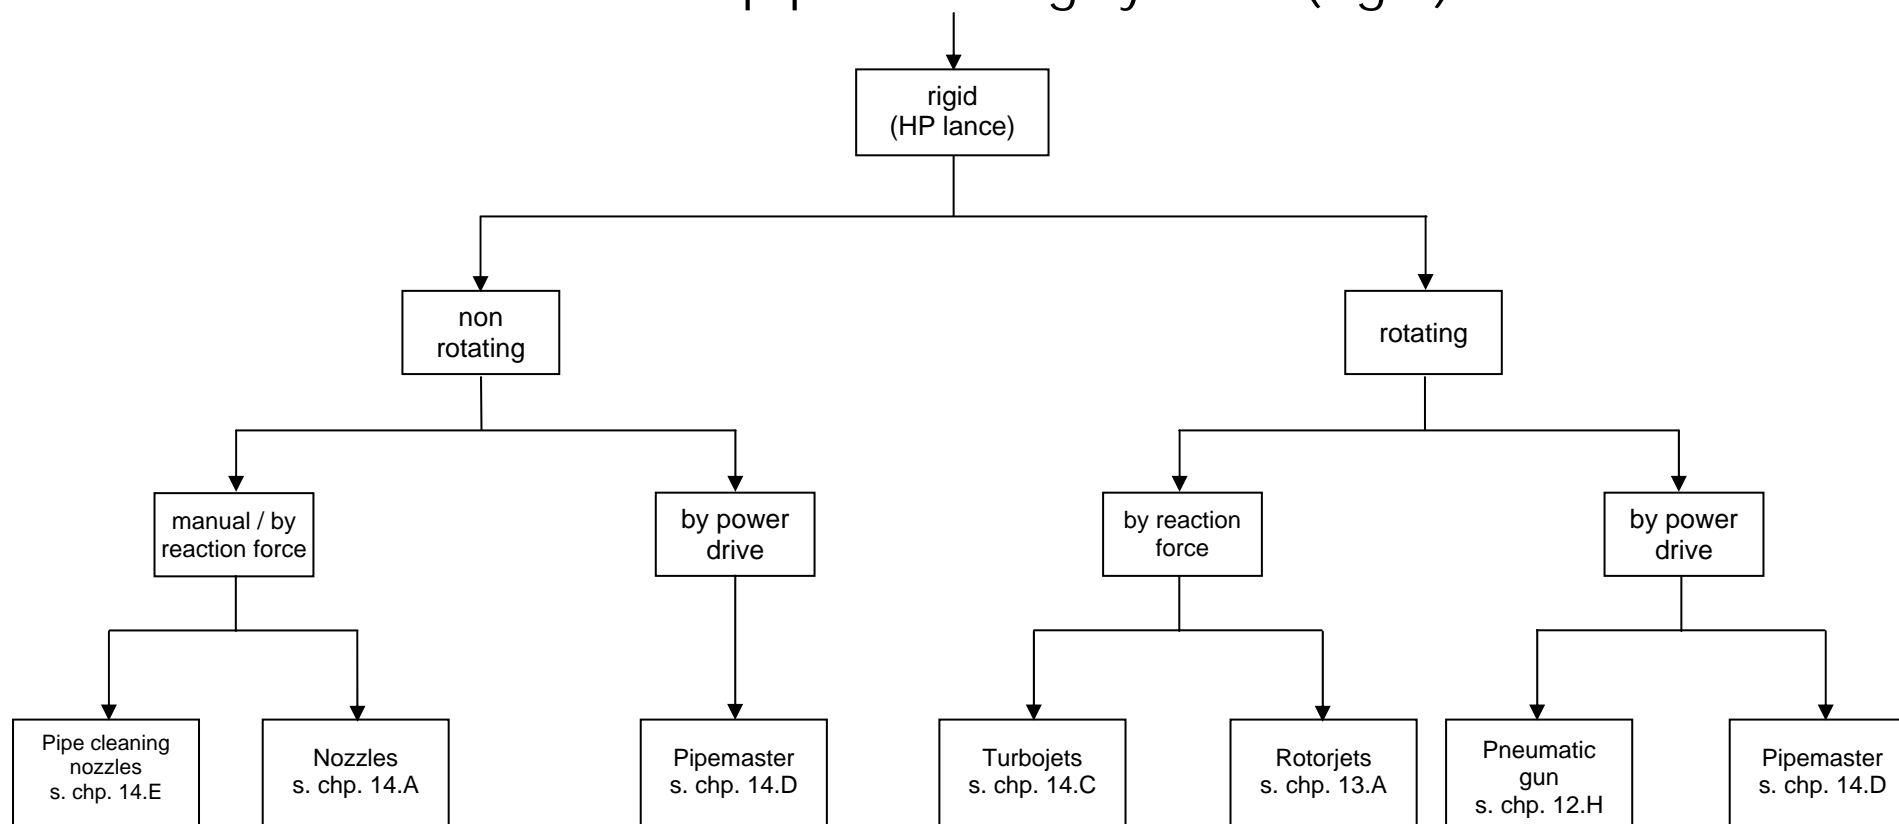 rigid
(HP lance)
non
rotating
rotating
manual / by
reaction force
by power
drive
by reaction
force
by power
drive
Pipe cleaning
nozzles
s. chp. 14.E
Nozzles
s. chp. 14.A
Pipemaster
s. chp. 14.D
Turbojets
s. chp. 14.C
Rotorjets
s. chp. 13.A
Pneumatic
gun
s. chp. 12.H
Pipemaster
s. chp. 14.D